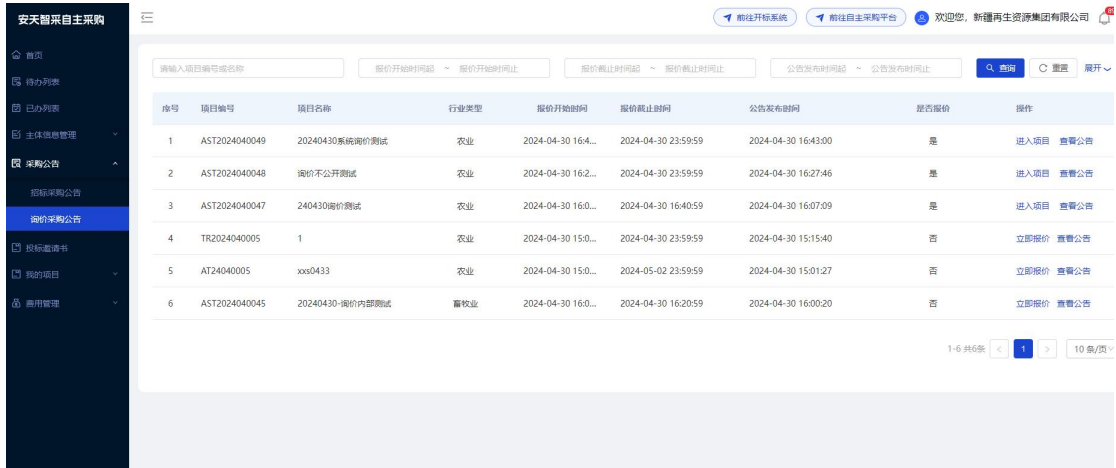 安天智采自主采购
前往开标系统 前往自主采购平台 欢迎您，新疆再生资源集团有限公司
首页
待办列表
已办列表
主体信息管理
采购公告
招标采购公告
询价采购公告
投标邀请书
我的项目
费用管理
请输入项目编号或名称 报价开始时间起 ~ 报价开始时间止 报价截止时间起 ~ 报价截止时间止 公告发布时间起 ~ 公告发布时间止 查询 重置 展开
序号 项目编号 项目名称 行业类型 报价开始时间 报价截止时间 公告发布时间 是否报价 操作
1 AST2024040049 20240430系统询价测试 农业 2024-04-30 16:4... 2024-04-30 23:59:59 2024-04-30 16:43:00 是 进入项目 查看公告
2 AST2024040048 询价不公开测试 农业 2024-04-30 16:2... 2024-04-30 23:59:59 2024-04-30 16:27:46 是 进入项目 查看公告
3 AST2024040047 240430询价测试 农业 2024-04-30 16:0... 2024-04-30 16:40:59 2024-04-30 16:07:09 是 进入项目 查看公告
4 TR2024040005 1 农业 2024-04-30 15:0... 2024-04-30 23:59:59 2024-04-30 15:15:40 否 立即报价 查看公告
5 AT24040005 xxs0433 农业 2024-04-30 15:0... 2024-05-02 23:59:59 2024-04-30 15:01:27 否 立即报价 查看公告
6 AST2024040045 20240430-询价内部测试 畜牧业 2024-04-30 16:0... 2024-04-30 16:20:59 2024-04-30 16:00:20 否 立即报价 查看公告
1-6 共6条 < 1 > 10 条/页